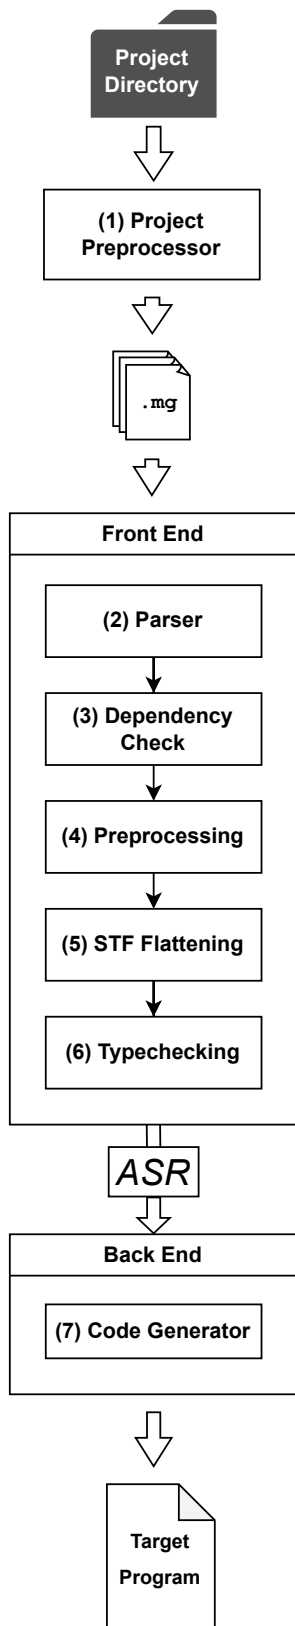 Project
Directory
(1) Project
Preprocessor
.mg
Front End
(2) Parser
(3) Dependency
Check
(4) Preprocessing
(5) STF Flattening
(6) Typechecking
ASR
Back End
(7) Code Generator
Target
Program